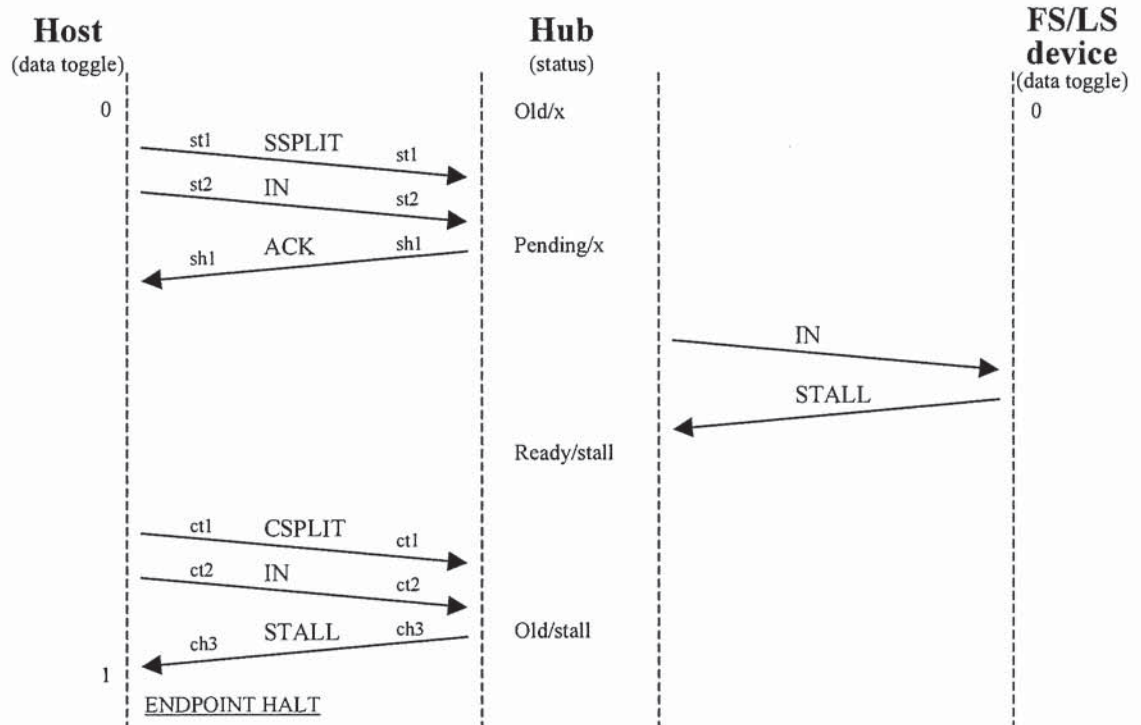 Host
(data toggle)
Hub
(status)
FS/LS
device
(data toggle)
0
Old/x
0
st1 SSPLIT st1
st2 IN st2
ACK
sh1 sh1
Pending/x
IN
STALL
Ready/stall
ct1 CSPLIT ct1
ct2 IN ct2
ch3 STALL ch3
Old/stall
1
ENDPOINT HALT